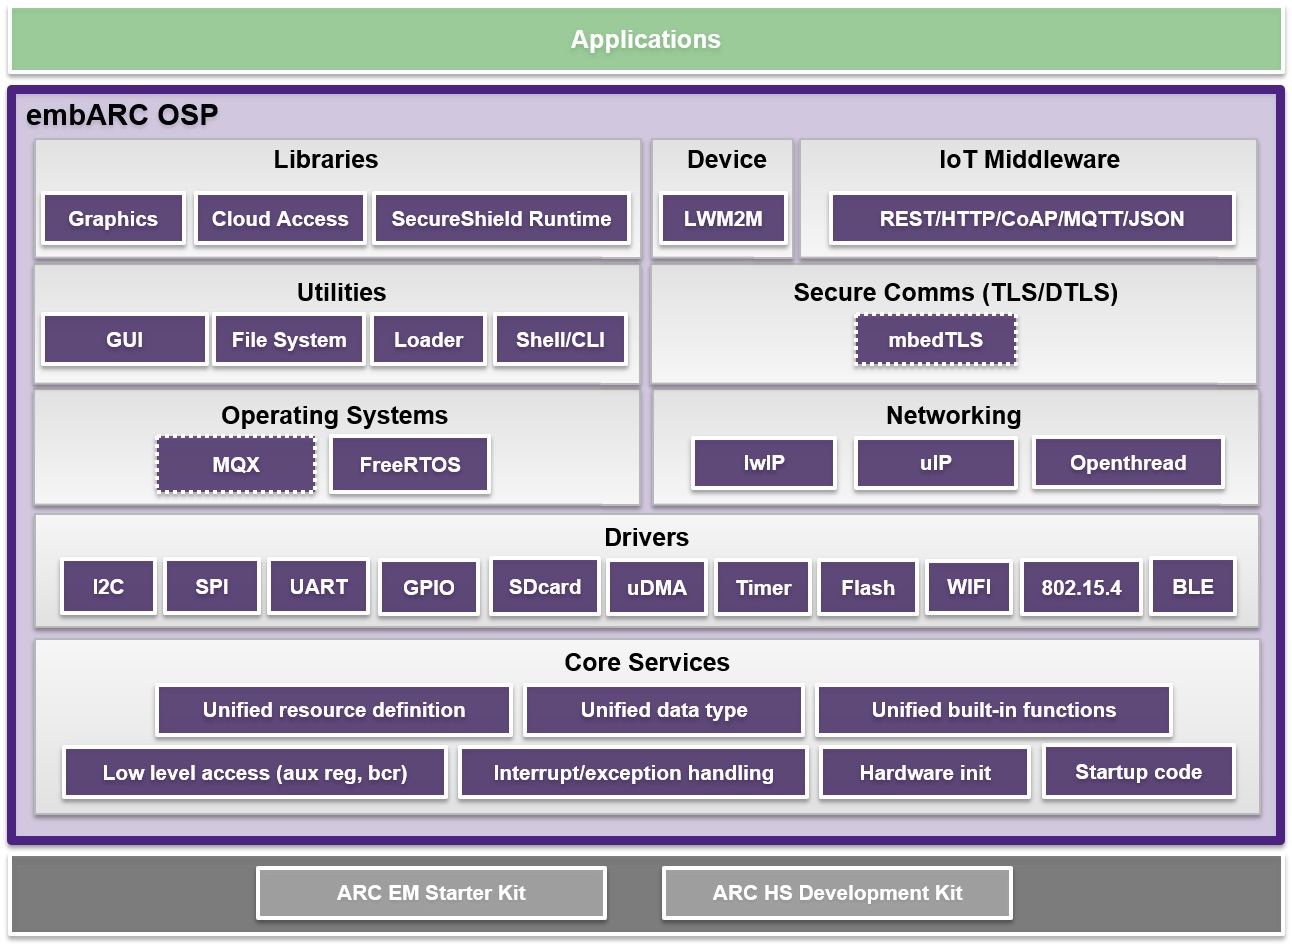 Applications
embARC OSP
Libraries
Graphics
Cloud Access
SecureShield Runtime
Device
LWM2M
IoT Middleware
REST/HTTP/CoAP/MQTT/JSON
Utilities
GUI
File System
Loader
Shell/CLI
Secure Comms (TLS/DTLS)
mbedTLS
Operating Systems
MQX
FreeRTOS
Networking
lwIP
uIP
Openthread
Drivers
I2C
SPI
UART
GPIO
SDcard
uDMA
Timer
Flash
WIFI
802.15.4
BLE
Core Services
Unified resource definition
Unified data type
Unified built-in functions
Low level access (aux reg, bcr)
Interrupt/exception handling
Hardware init
Startup code
ARC EM Starter Kit
ARC HS Development Kit